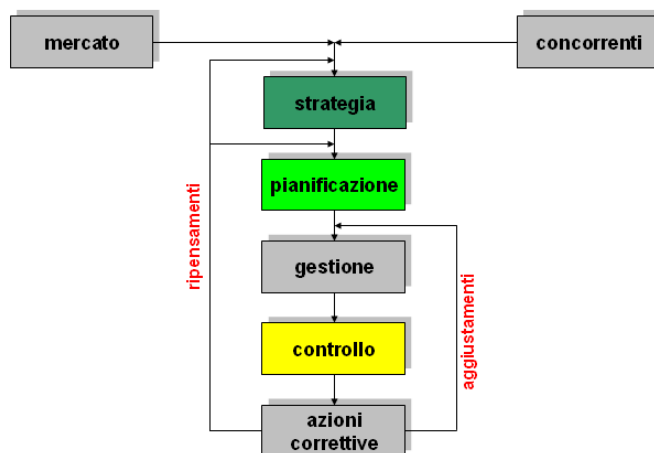 mercato
concorrenti
strategia
pianificazione
ripensamenti
gestione
aggiustamenti
controllo
azioni
correttive